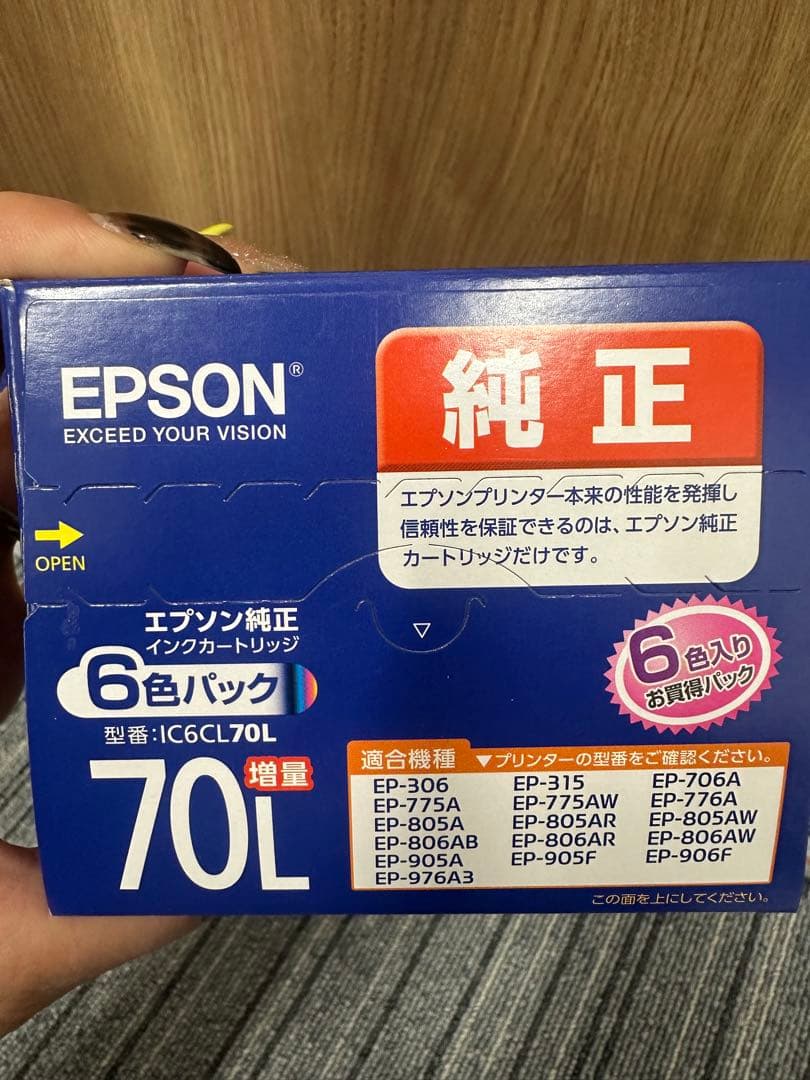 EPSON®
EXCEED YOUR VISION
純正
エプソンプリンター本来の性能を発揮し
信頼性を保証できるのは、エプソン純正
カートリッジだけです。
OPEN
エプソン純正
インクカートリッジ
6色パック
型番:IC6CL70L
70L 増量
6色入り
お買得パック
適合機種 ▼プリンターの型番をご確認ください。
EP-306 EP-315 EP-706A
EP-775A EP-775AW EP-776A
EP-805A EP-805AR EP-805AW
EP-806AB EP-806AR EP-806AW
EP-905A EP-905F EP-906F
EP-976A3
この面を上にしてください。